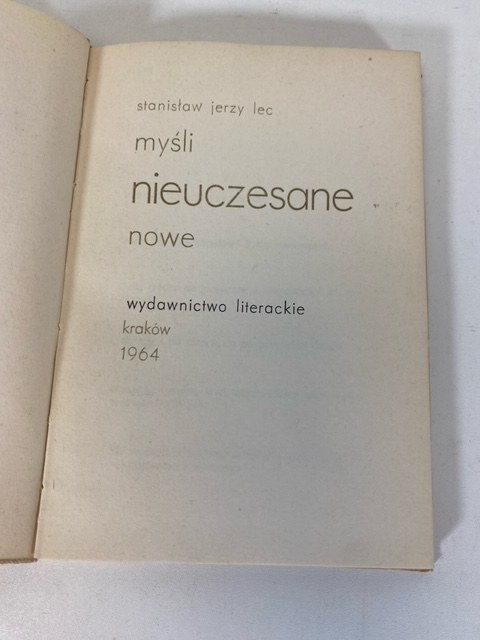 stanisław jerzy lec
myśli
nieuczesane
nowe
wydawnictwo literackie
kraków
1964